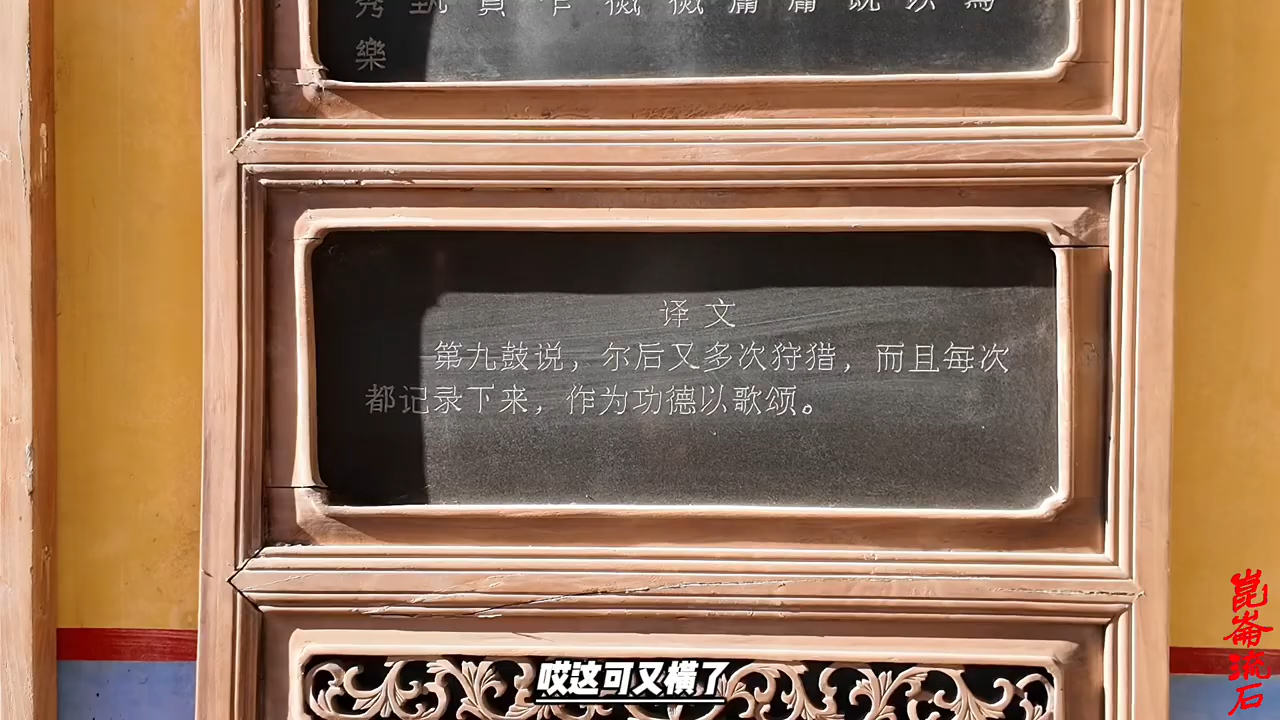 樂
译文
第九鼓说，尔后又多次狩猎，而且每次
都记录下来，作为功德以歌颂。
哎这可又横了
崑崙流石